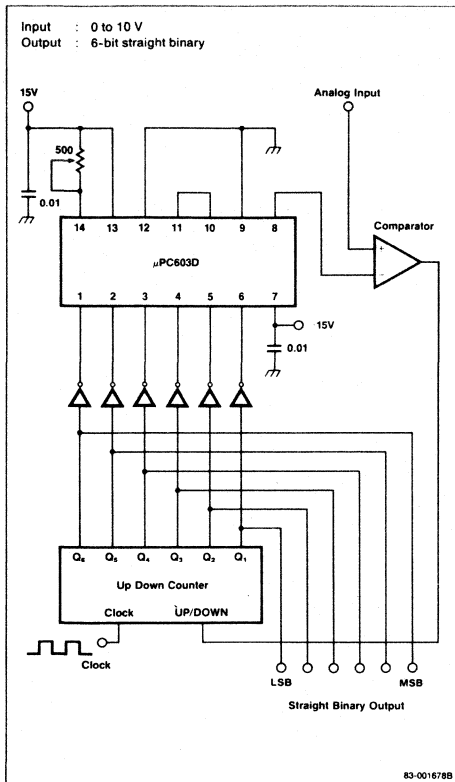 Input : 0 to 10 V
Output : 6-bit straight binary
15V
Analog Input
500
0.01
14 13 12 11 10 9 8
Comparator
μPC603D
+
−
1 2 3 4 5 6 7
15V
0.01
Q6 Q5 Q4 Q3 Q2 Q1
Up Down Counter
Clock UP/DOWN
Clock
LSB MSB
Straight Binary Output
83-001678B